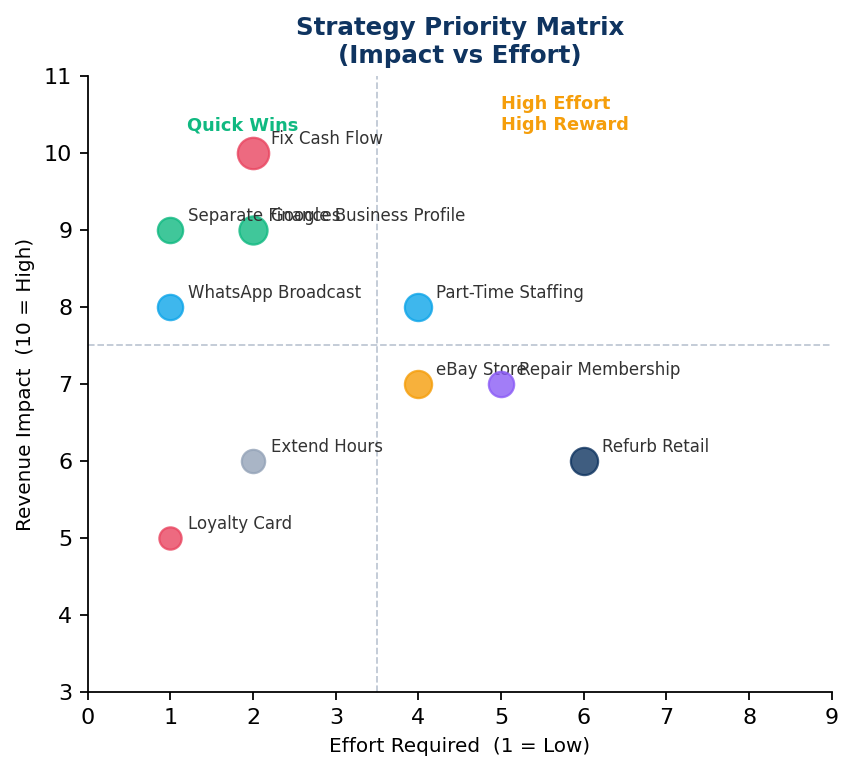 Strategy Priority Matrix
(Impact vs Effort)
High Effort
High Reward
Quick Wins
Fix Cash Flow
Separate Finances
Google Business Profile
WhatsApp Broadcast
Part-Time Staffing
eBay Store
Repair Membership
Extend Hours
Refurb Retail
Loyalty Card
Revenue Impact (10 = High)
11
10
9
8
7
6
5
4
3
0 1 2 3 4 5 6 7 8 9
Effort Required (1 = Low)